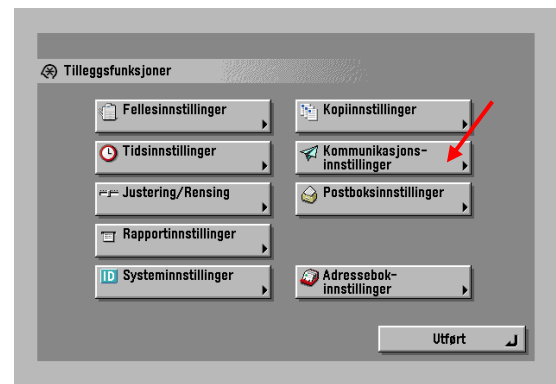 Tilleggsfunksjoner
Fellesinnstillinger
Kopiinnstillinger
Tidsinnstillinger
Kommunikasjons-
innstillinger
Justering/Rensing
Postboksinnstillinger
Rapportinnstillinger
ID Systeminnstillinger
Adressebok-
innstillinger
Utført